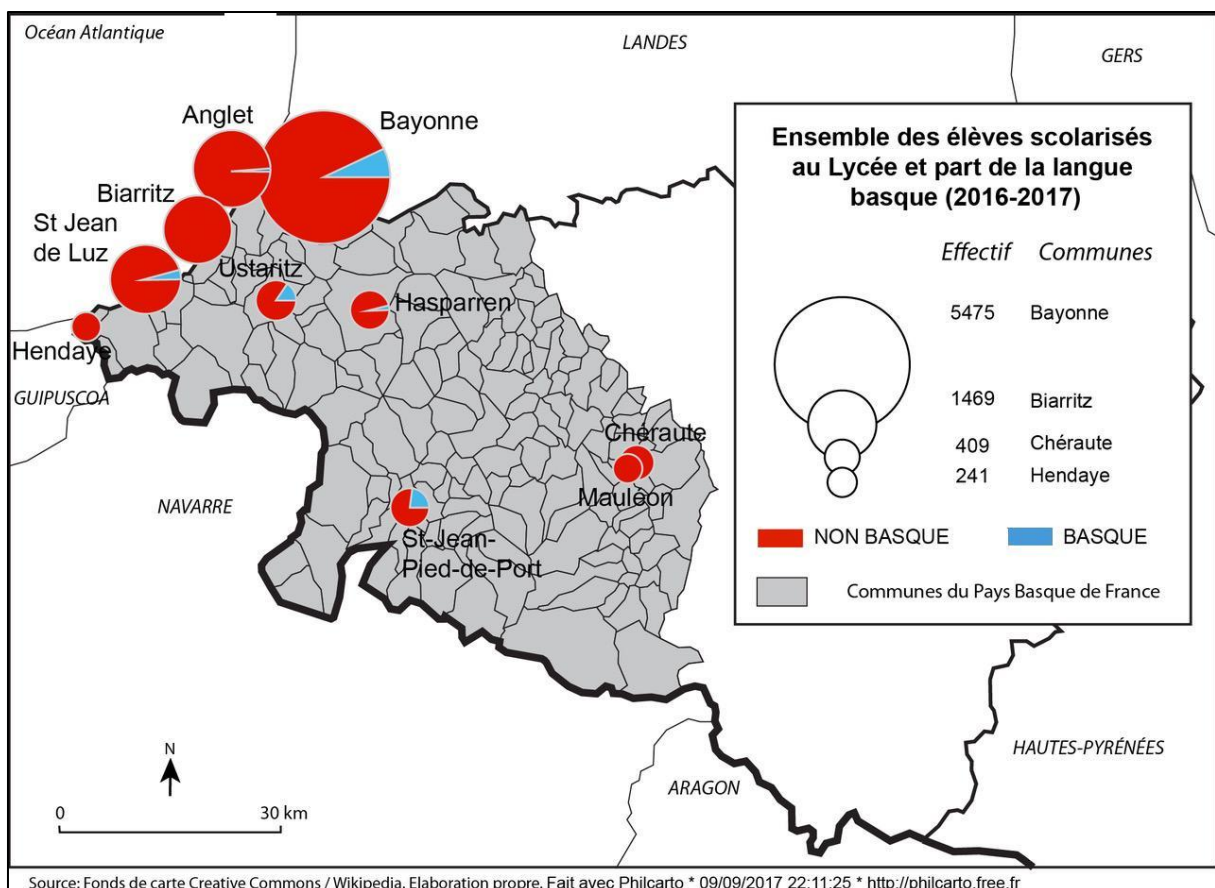 Océan Atlantique
LANDES
GERS
Anglet
Bayonne
Biarritz
St Jean
de Luz
Ustaritz
Hasparren
Hendaye
GUIPUSCOA
NAVARRE
Chéraute
Mauléon
St-Jean-
Pied-de-Port
Ensemble des élèves scolarisés
au Lycée et part de la langue
basque (2016-2017)
Effectif Communes
5475 Bayonne
1469 Biarritz
409 Chéraute
241 Hendaye
NON BASQUE BASQUE
Communes du Pays Basque de France
N
0 30 km
ARAGON
HAUTES-PYRÉNÉES
Source: Fonds de carte Creative Commons / Wikipedia. Elaboration propre. Fait avec Philcarto * 09/09/2017 22:11:25 * http://philcarto.free.fr